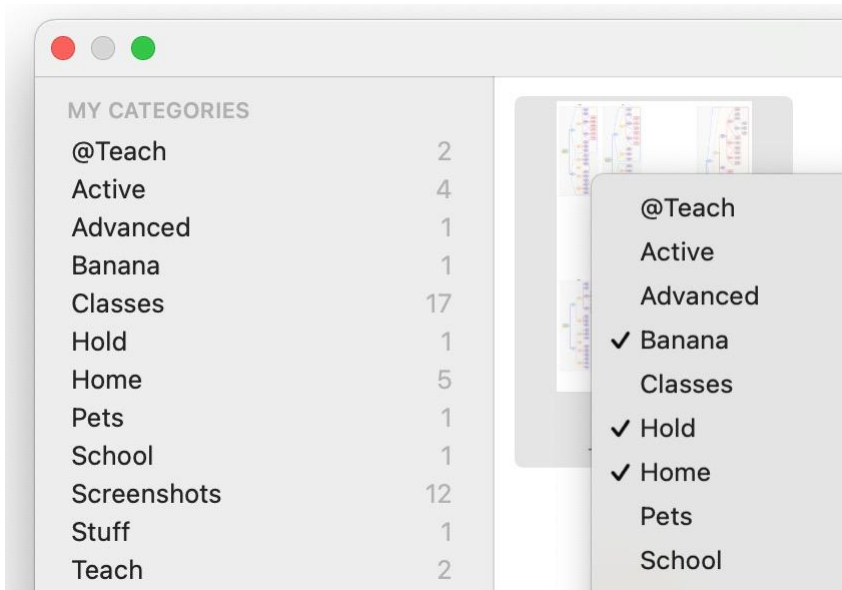 MY CATEGORIES
@Teach 2
Active 4
Advanced 1
Banana 1
Classes 17
Hold 1
Home 5
Pets 1
School 1
Screenshots 12
Stuff 1
Teach 2
@Teach
Active
Advanced
✓ Banana
Classes
✓ Hold
✓ Home
Pets
School